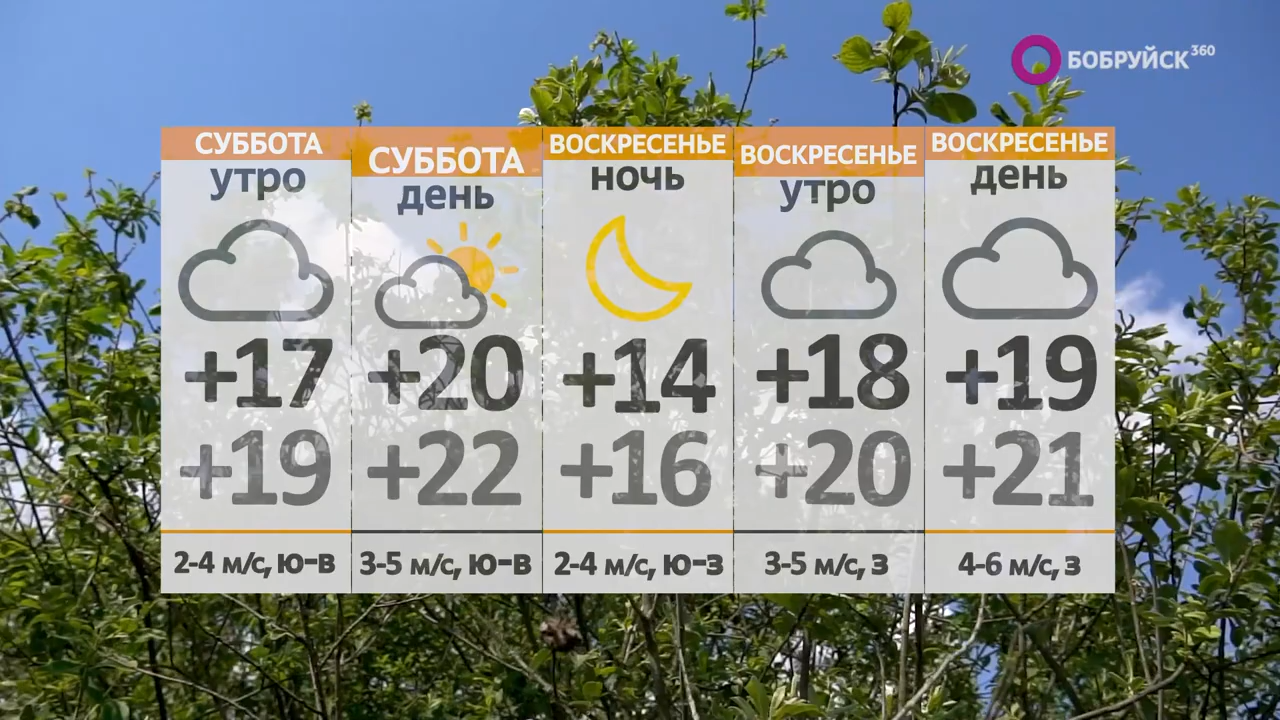 БОБРУЙСК360
СУББОТА
утро
+17
+19
2-4 м/с, ю-в
СУББОТА
день
+20
+22
3-5 м/с, ю-в
ВОСКРЕСЕНЬЕ
ночь
+14
+16
2-4 м/с, ю-з
ВОСКРЕСЕНЬЕ
утро
+18
+20
3-5 м/с, з
ВОСКРЕСЕНЬЕ
день
+19
+21
4-6 м/с, з